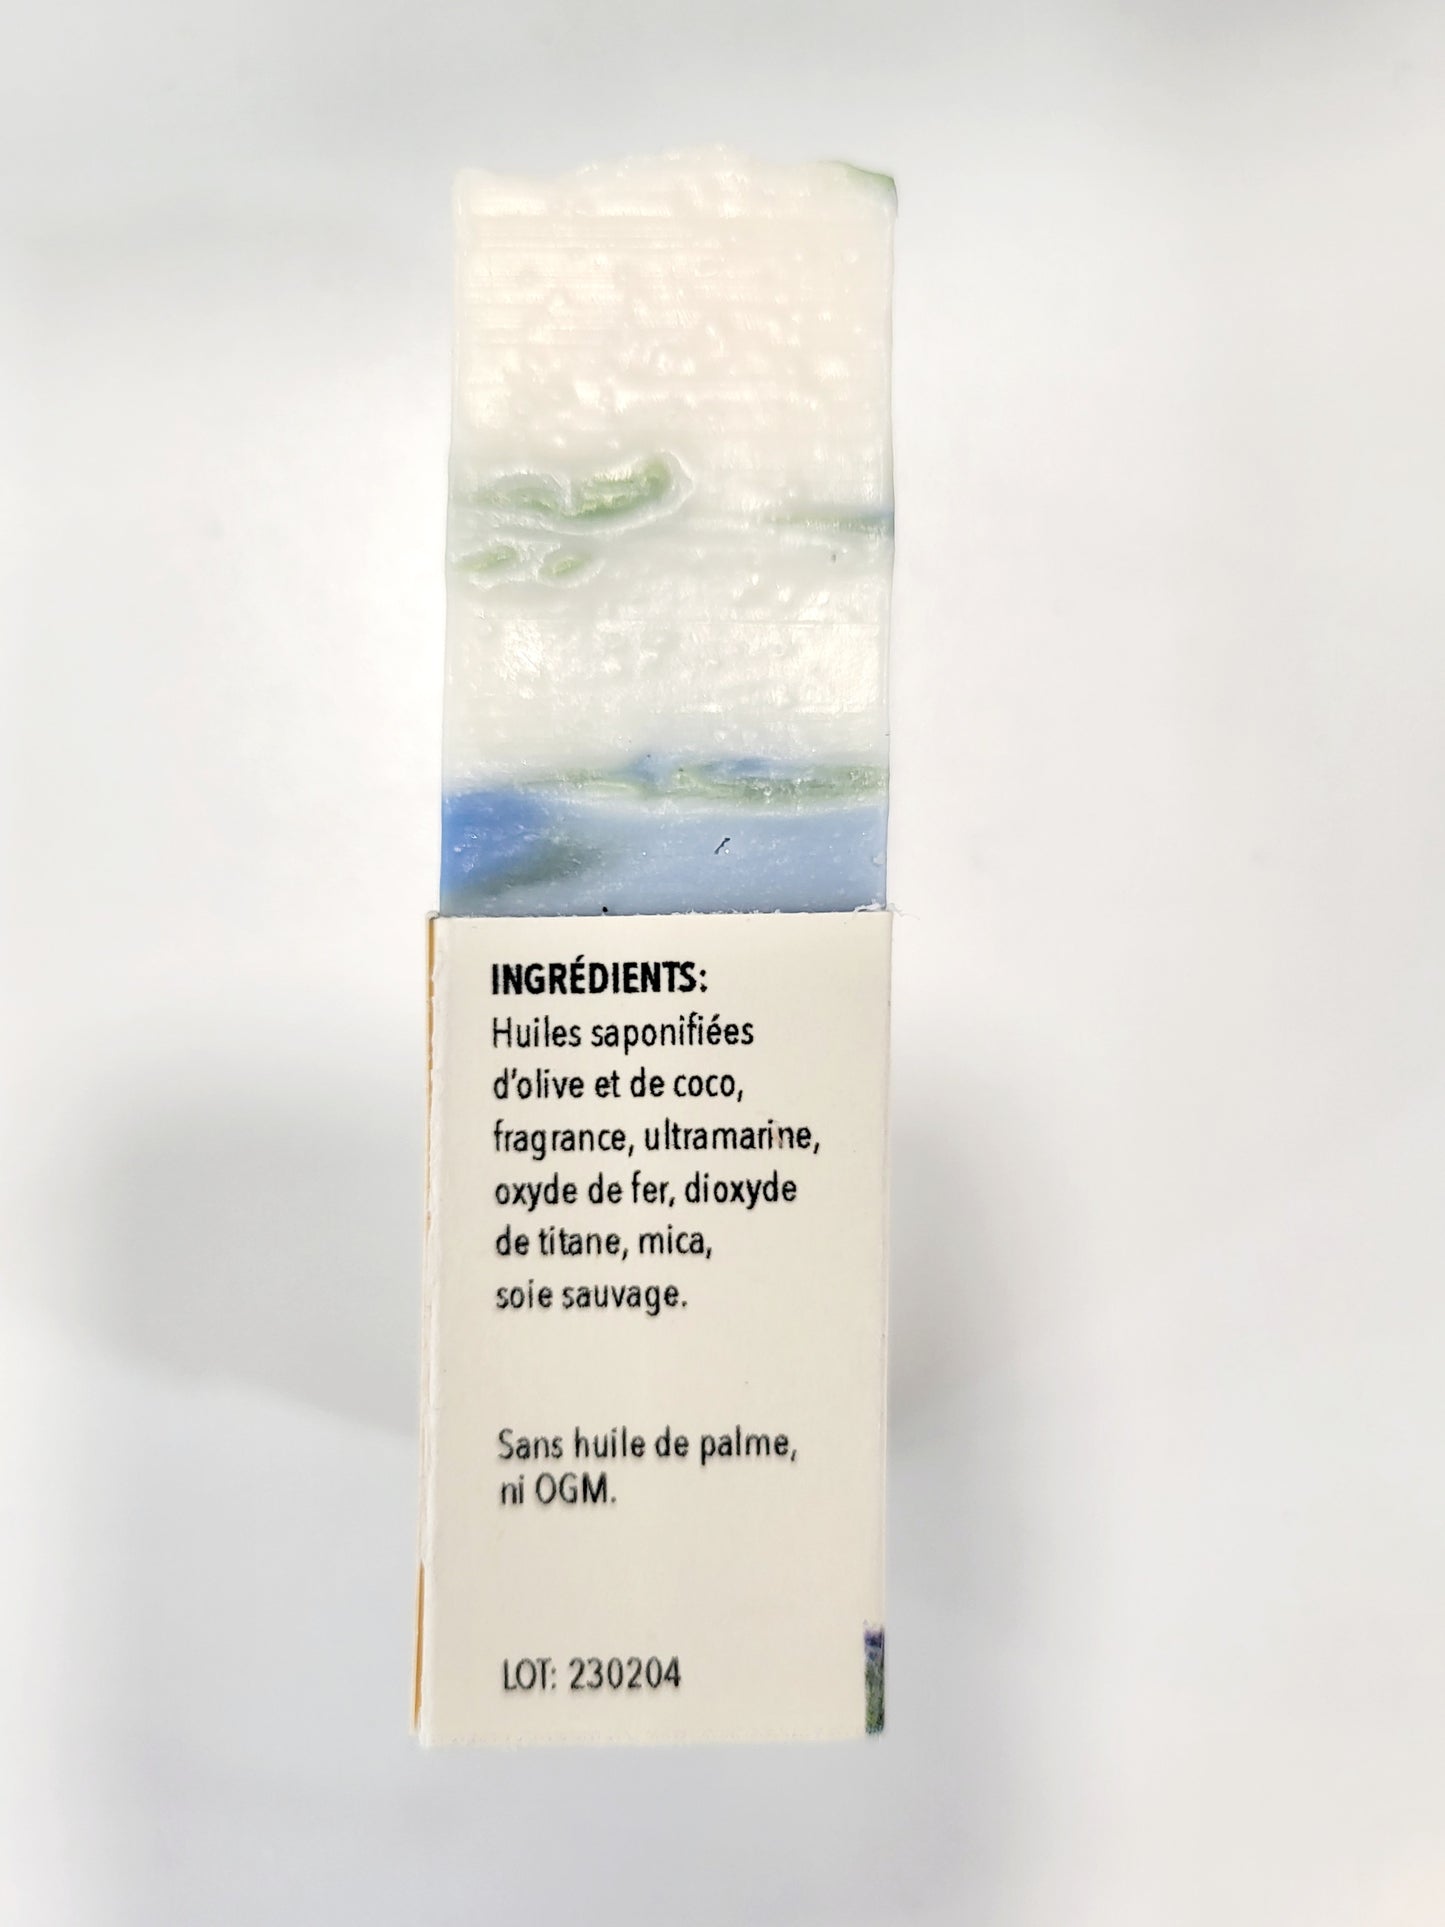 INGRÉDIENTS:
Huiles saponifiées
d'olive et de coco,
fragrance, ultramarine,
oxyde de fer, dioxyde
de titane, mica,
soie sauvage.
Sans huile de palme,
ni OGM.
LOT: 230204